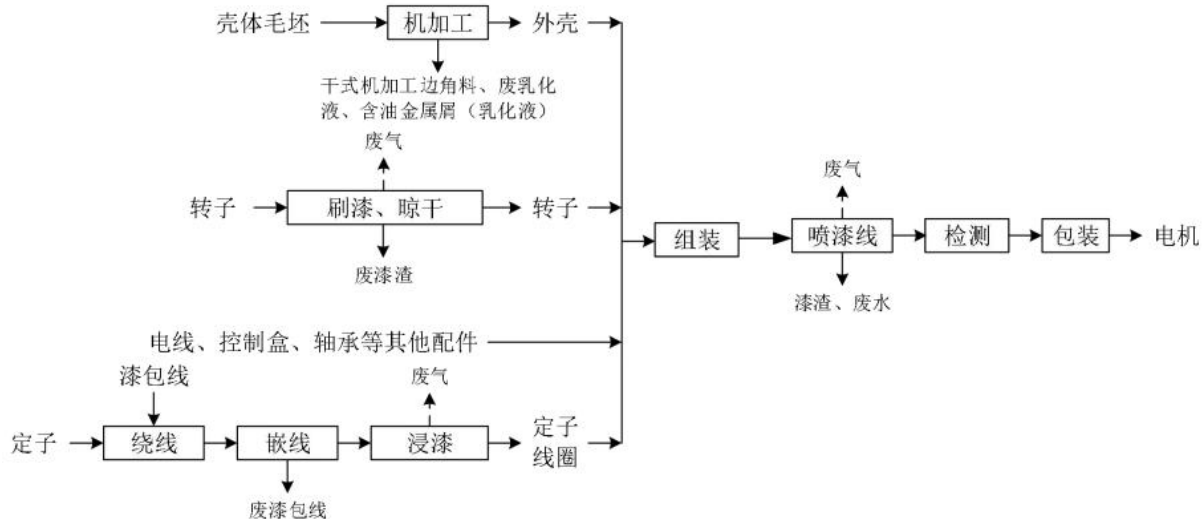 壳体毛坯
机加工
外壳
干式机加工边角料、废乳化
液、含油金属屑（乳化液）
废气
转子
刷漆、晾干
转子
废漆渣
组装
废气
喷漆线
检测
包装
电机
漆渣、废水
电线、控制盒、轴承等其他配件
漆包线
废气
定子
绕线
嵌线
浸漆
定子
线圈
废漆包线